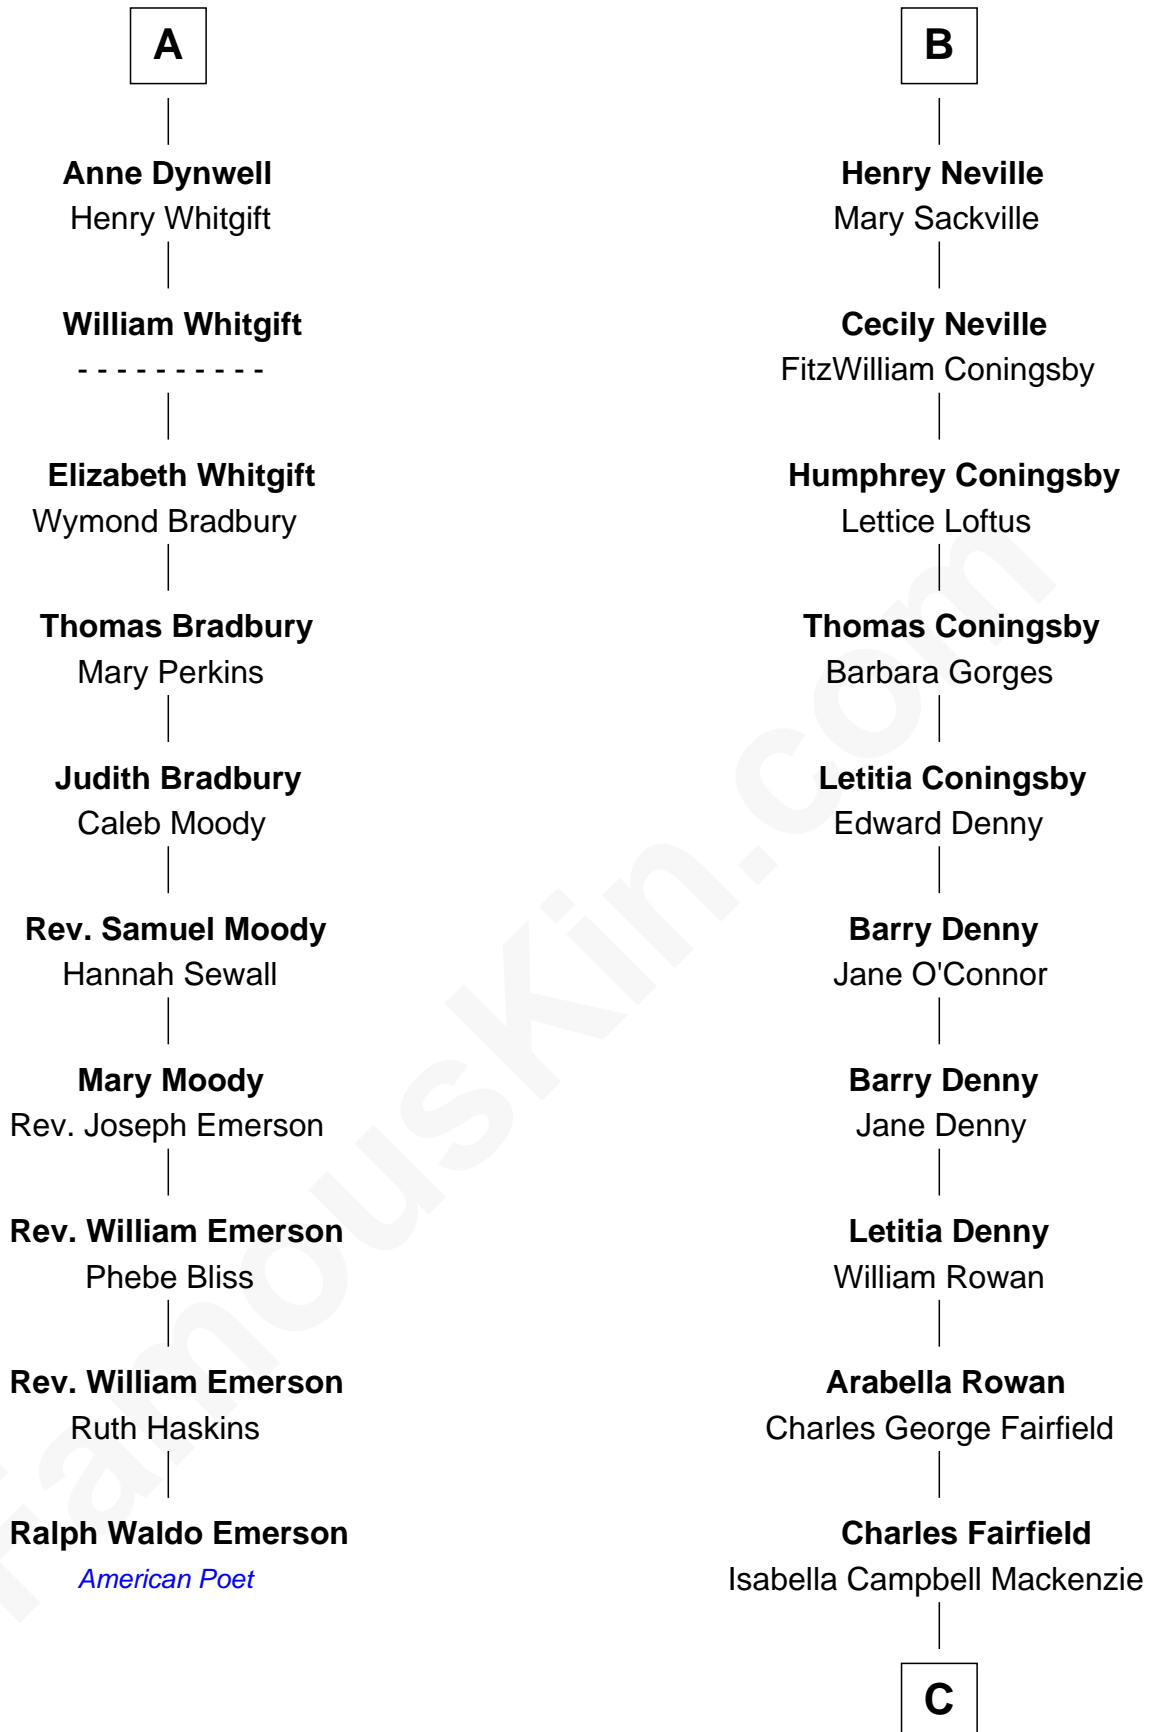 A
Anne Dynwell
Henry Whitgift
William Whitgift
- - - - - - - - - -
Elizabeth Whitgift
Wymond Bradbury
Thomas Bradbury
Mary Perkins
Judith Bradbury
Caleb Moody
Rev. Samuel Moody
Hannah Sewall
Mary Moody
Rev. Joseph Emerson
Rev. William Emerson
Phebe Bliss
Rev. William Emerson
Ruth Haskins
Ralph Waldo Emerson
American Poet
B
Henry Neville
Mary Sackville
Cecily Neville
FitzWilliam Coningsby
Humphrey Coningsby
Lettice Loftus
Thomas Coningsby
Barbara Gorges
Letitia Coningsby
Edward Denny
Barry Denny
Jane O'Connor
Barry Denny
Jane Denny
Letitia Denny
William Rowan
Arabella Rowan
Charles George Fairfield
Charles Fairfield
Isabella Campbell Mackenzie
C
FamousKin.com